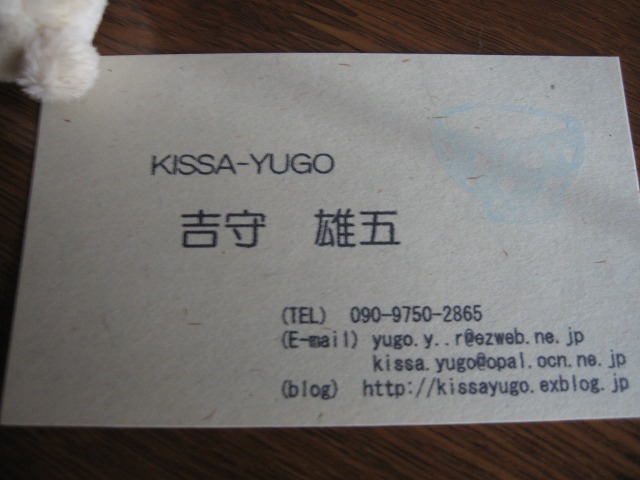 KISSA-YUGO
吉守 雄五
(TEL) 090-9750-2865
(E-mail) yugo.y..r@ezweb.ne.jp
kissa.yugo@opal.ocn.ne.jp
(blog) http://kissayugo.exblog.jp